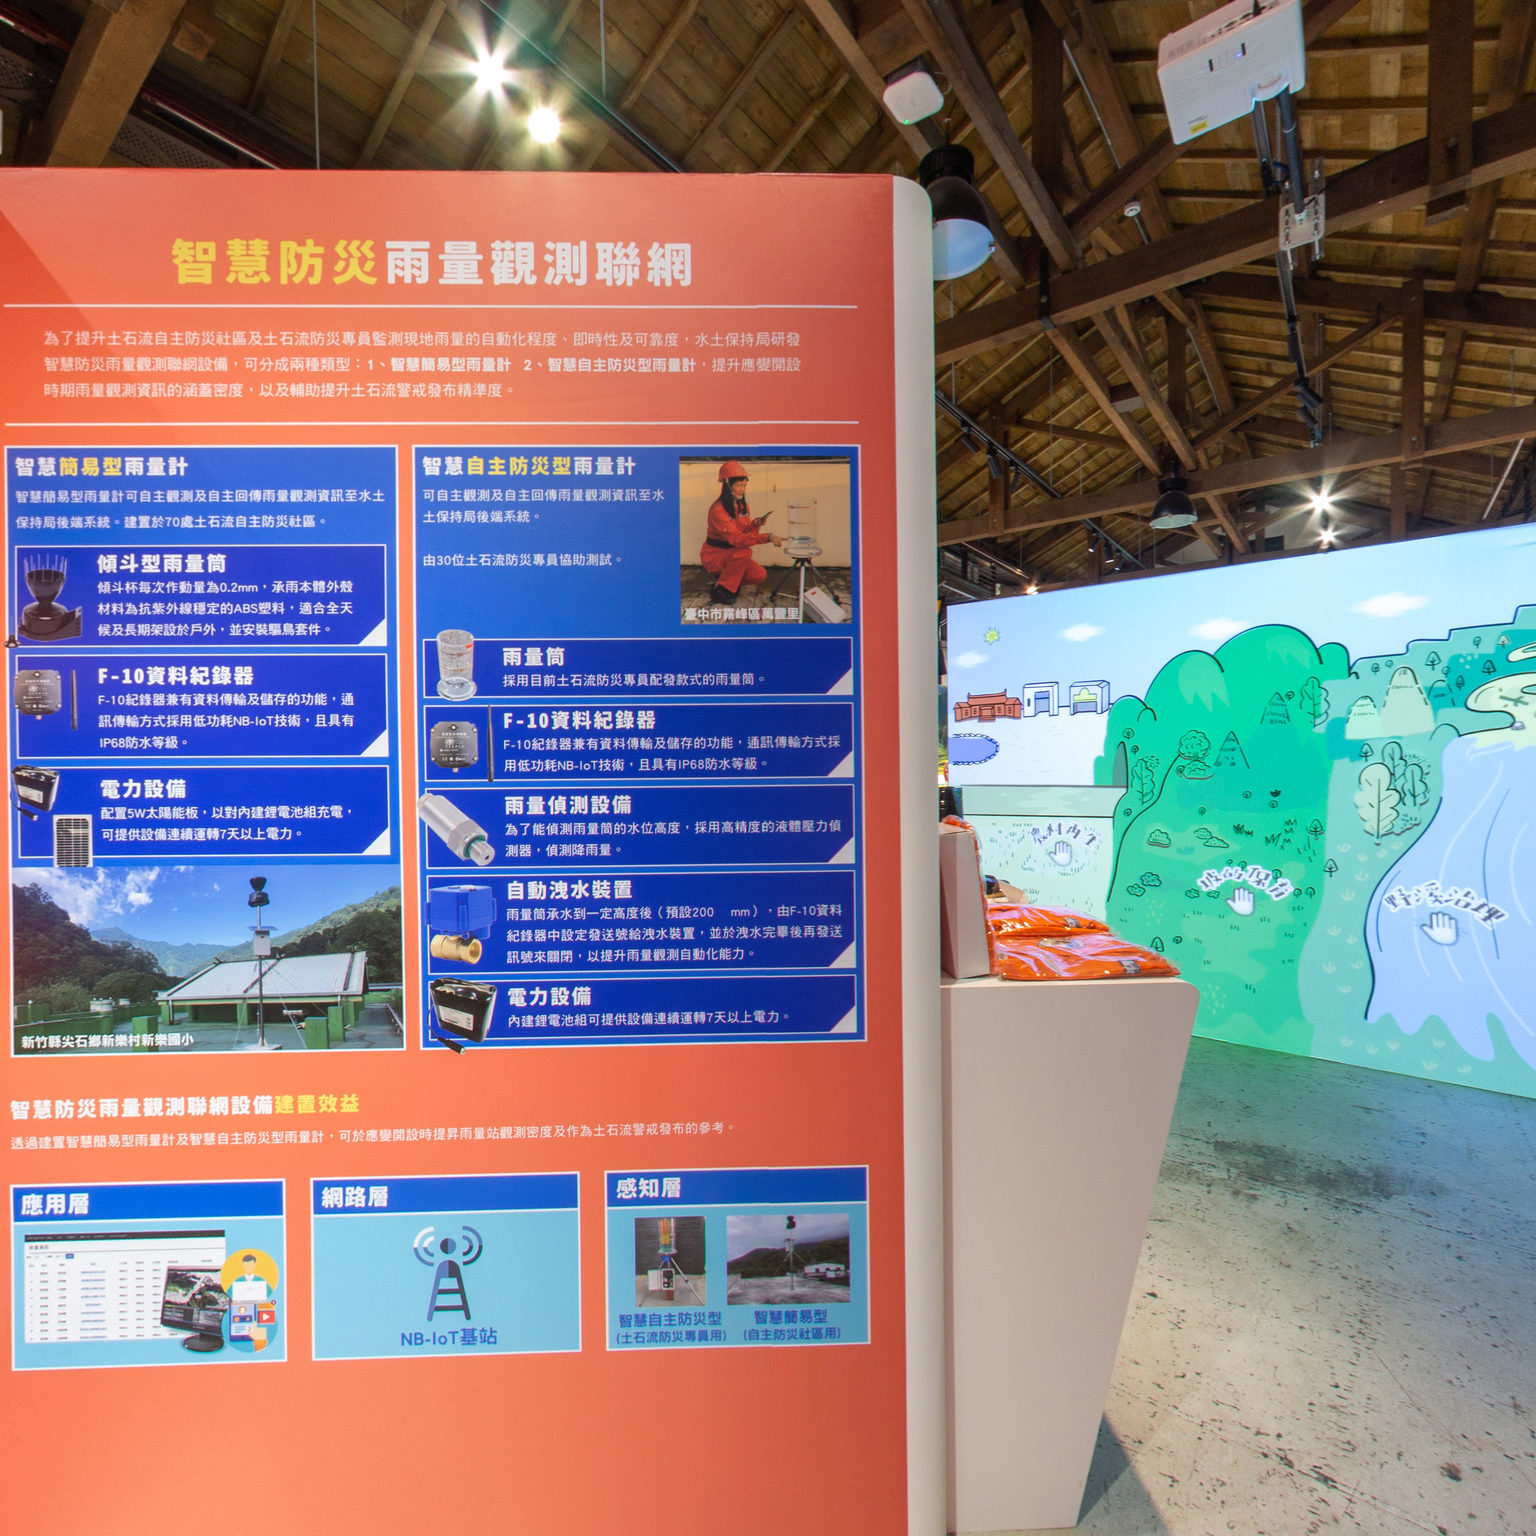 智慧防災雨量觀測聯網
為了提升土石流自主防災社區及土石流防災專員監測現地雨量的自動化程度、即時性及可靠度，水土保持局研發
智慧防災雨量觀測聯網設備，可分成兩種類型：1、智慧簡易型雨量計 2、智慧自主防災型雨量計，提升應變開設
時期雨量觀測資訊的涵蓋密度，以及輔助提升土石流警戒發布精準度。
智慧簡易型雨量計
智慧簡易型雨量計可自主觀測及自主回傳雨量觀測資訊至水土
保持局後端系統。建置於70處土石流自主防災社區。
傾斗型雨量筒
傾斗杯每次作動量為0.2mm，承雨本體外殼
材料為抗紫外線穩定的ABS塑料，適合全天
候及長期架設於戶外，並安裝驅鳥套件。
F-10資料紀錄器
F-10紀錄器兼有資料傳輸及儲存的功能，通
訊傳輸方式採用低功耗NB-IoT技術，且具有
IP68防水等級。
電力設備
配置5W太陽能板，以對內建鋰電池組充電，
可提供設備連續運轉7天以上電力。
新竹縣尖石鄉新樂村新樂國小
智慧自主防災型雨量計
可自主觀測及自主回傳雨量觀測資訊至水
土保持局後端系統。
由30位土石流防災專員協助測試。
臺中市霧峰區萬豐里
雨量筒
採用目前土石流防災專員配發款式的雨量筒。
F-10資料紀錄器
F-10紀錄器兼有資料傳輸及儲存的功能，通訊傳輸方式採
用低功耗NB-IoT技術，且具有IP68防水等級。
雨量偵測設備
為了能偵測雨量筒的水位高度，採用高精度的液體壓力偵
測器，偵測降雨量。
自動洩水裝置
雨量筒承水到一定高度後（預設200 mm），由F-10資料
紀錄器中設定發送號給洩水裝置，並於洩水完畢後再發送
訊號來關閉，以提升雨量觀測自動化能力。
電力設備
內建鋰電池組可提供設備連續運轉7天以上電力。
智慧防災雨量觀測聯網設備建置效益
透過建置智慧簡易型雨量計及智慧自主防災型雨量計，可於應變開設時提昇雨量站觀測密度及作為土石流警戒發布的參考。
應用層
網路層
NB-IoT基站
感知層
智慧自主防災型
(土石流防災專員用)
智慧簡易型
(自主防災社區用)
農村再生
坡地保育
野溪治理